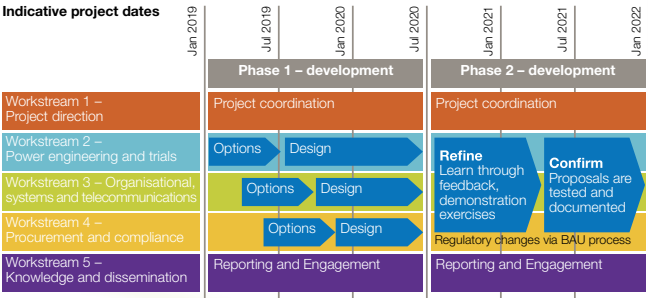 Indicative project dates
Jan 2019
Jul 2019
Jan 2020
Jul 2020
Jan 2021
Jul 2021
Jan 2022
Phase 1 – development
Phase 2 – development
Workstream 1 –
Project direction
Project coordination
Project coordination
Workstream 2 –
Power engineering and trials
Options
Design
Workstream 3 – Organisational,
systems and telecommunications
Options
Design
Workstream 4 –
Procurement and compliance
Options
Design
Refine
Learn through
feedback,
demonstration
exercises
Confirm
Proposals are
tested and
documented
Regulatory changes via BAU process
Workstream 5 –
Knowledge and dissemination
Reporting and Engagement
Reporting and Engagement